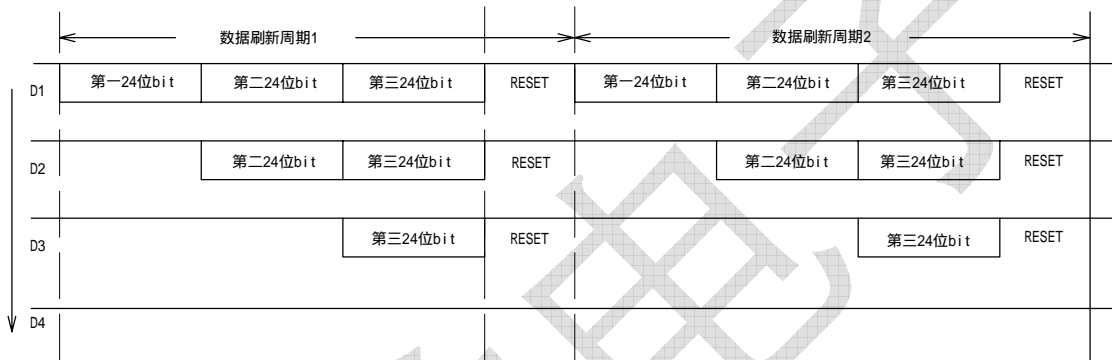 数据刷新周期1 数据刷新周期2
D1 第一24位bit 第二24位bit 第三24位bit RESET 第一24位bit 第二24位bit 第三24位bit RESET
D2 第二24位bit 第三24位bit RESET 第二24位bit 第三24位bit RESET
D3 第三24位bit RESET 第三24位bit RESET
D4